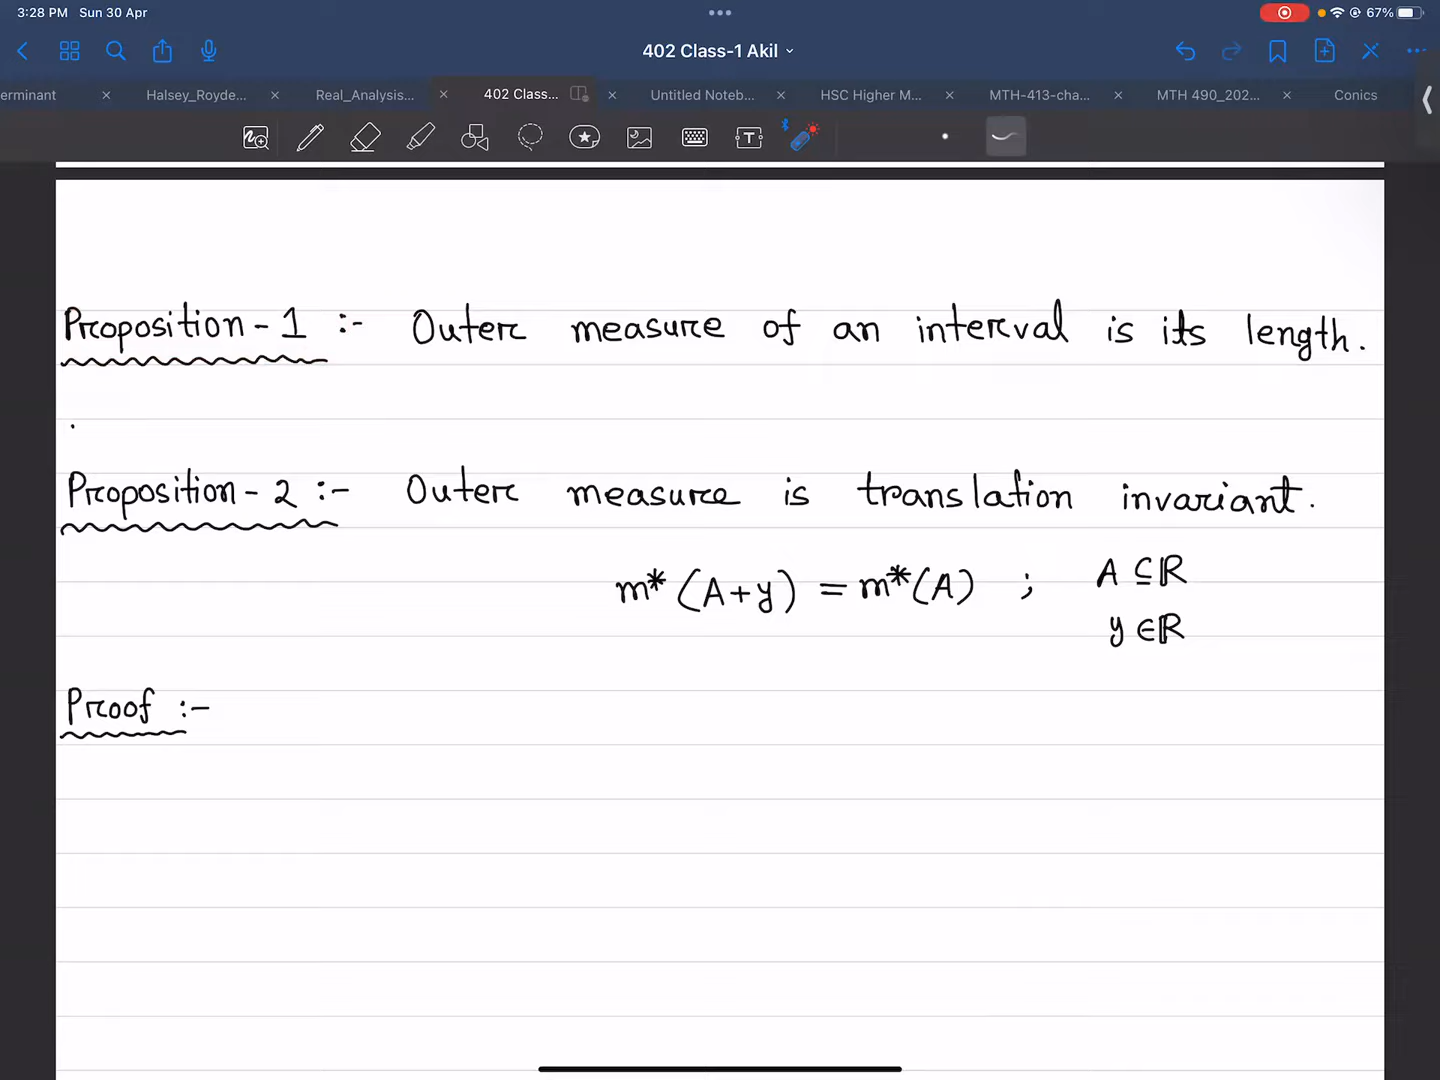 3:28 PM Sun 30 Apr
67%
402 Class-1 Akil
erminant
Halsey_Royde...
Real_Analysis...
402 Class...
Untitled Noteb...
HSC Higher M...
MTH-413-cha...
MTH 490_202...
Conics
Proposition-1 :- Outer measure of an interval is its length.
Proposition-2 :- Outer measure is translation invariant.
m*(A+y) = m*(A) ; A ⊆ ℝ
y ∈ ℝ
Proof :-